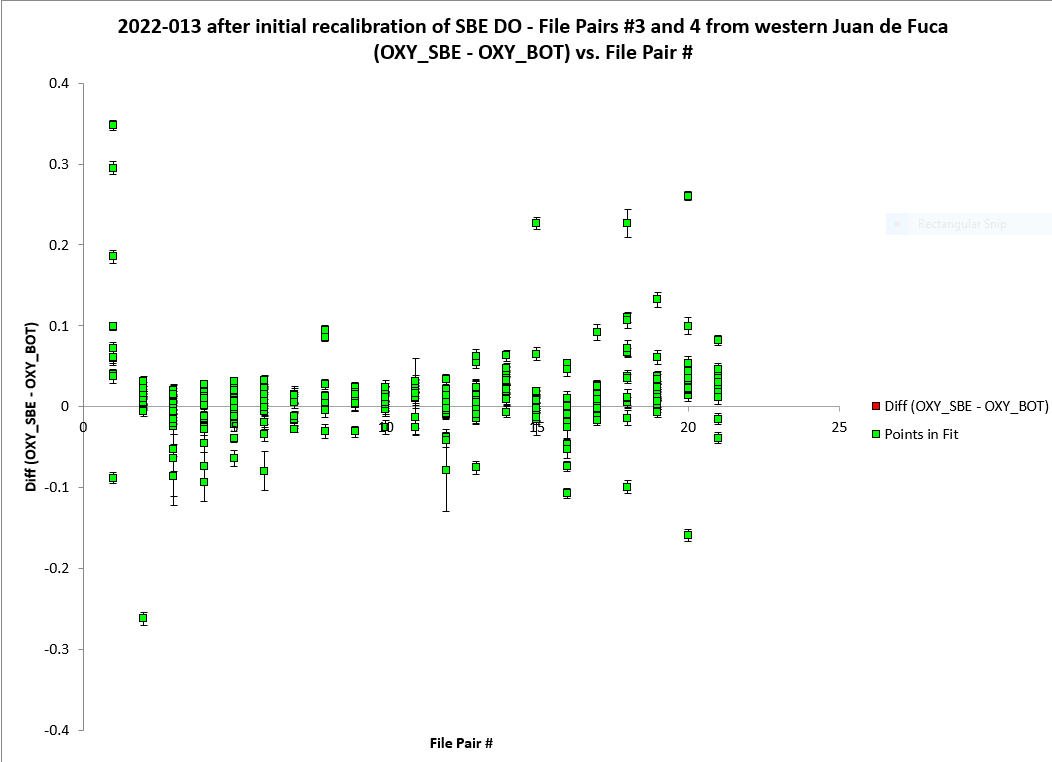 2022-013 after initial recalibration of SBE DO - File Pairs #3 and 4 from western Juan de Fuca
(OXY_SBE - OXY_BOT) vs. File Pair #
0.4
0.3
0.2
0.1
0
-0.1
-0.2
-0.3
-0.4
Diff (OXY_SBE - OXY_BOT)
0
10
15
20
25
File Pair #
Rectangular Snip
Diff (OXY_SBE - OXY_BOT)
Points in Fit